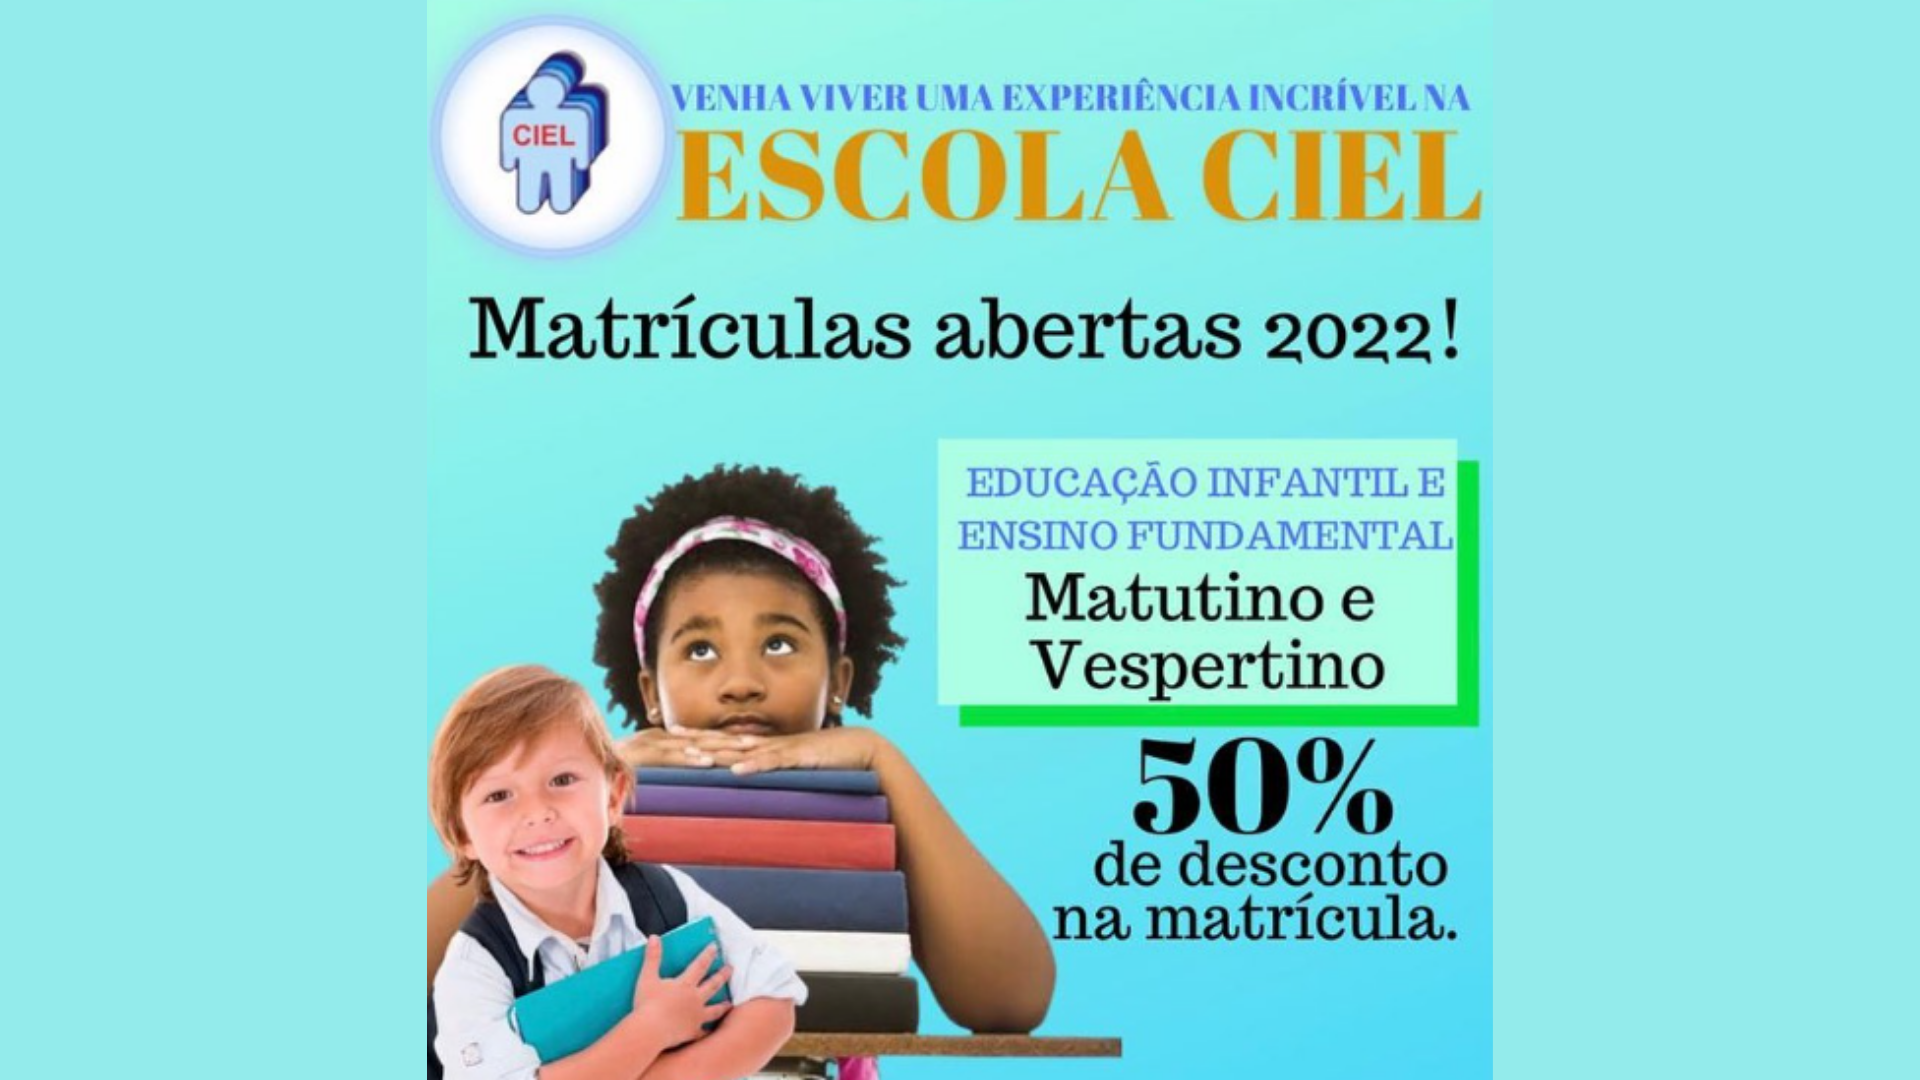 CIEL
VENHA VIVER UMA EXPERIÊNCIA INCRÍVEL NA
ESCOLA CIEL
Matrículas abertas 2022!
EDUCAÇÃO INFANTIL E
ENSINO FUNDAMENTAL
Matutino e
Vespertino
50%
de desconto
na matrícula.